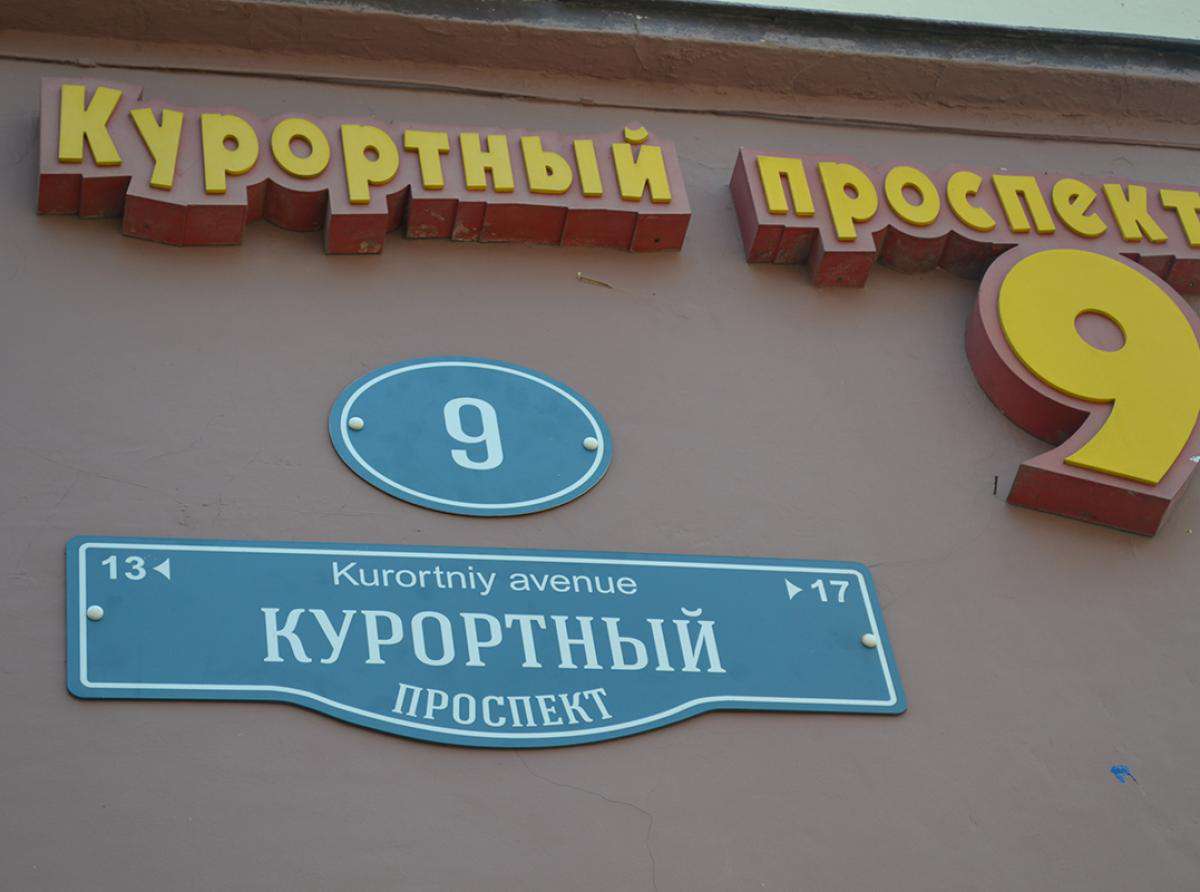 Курортный проспект
9
9
13 Kurortniy avenue 17
КУРОРТНЫЙ
ПРОСПЕКТ